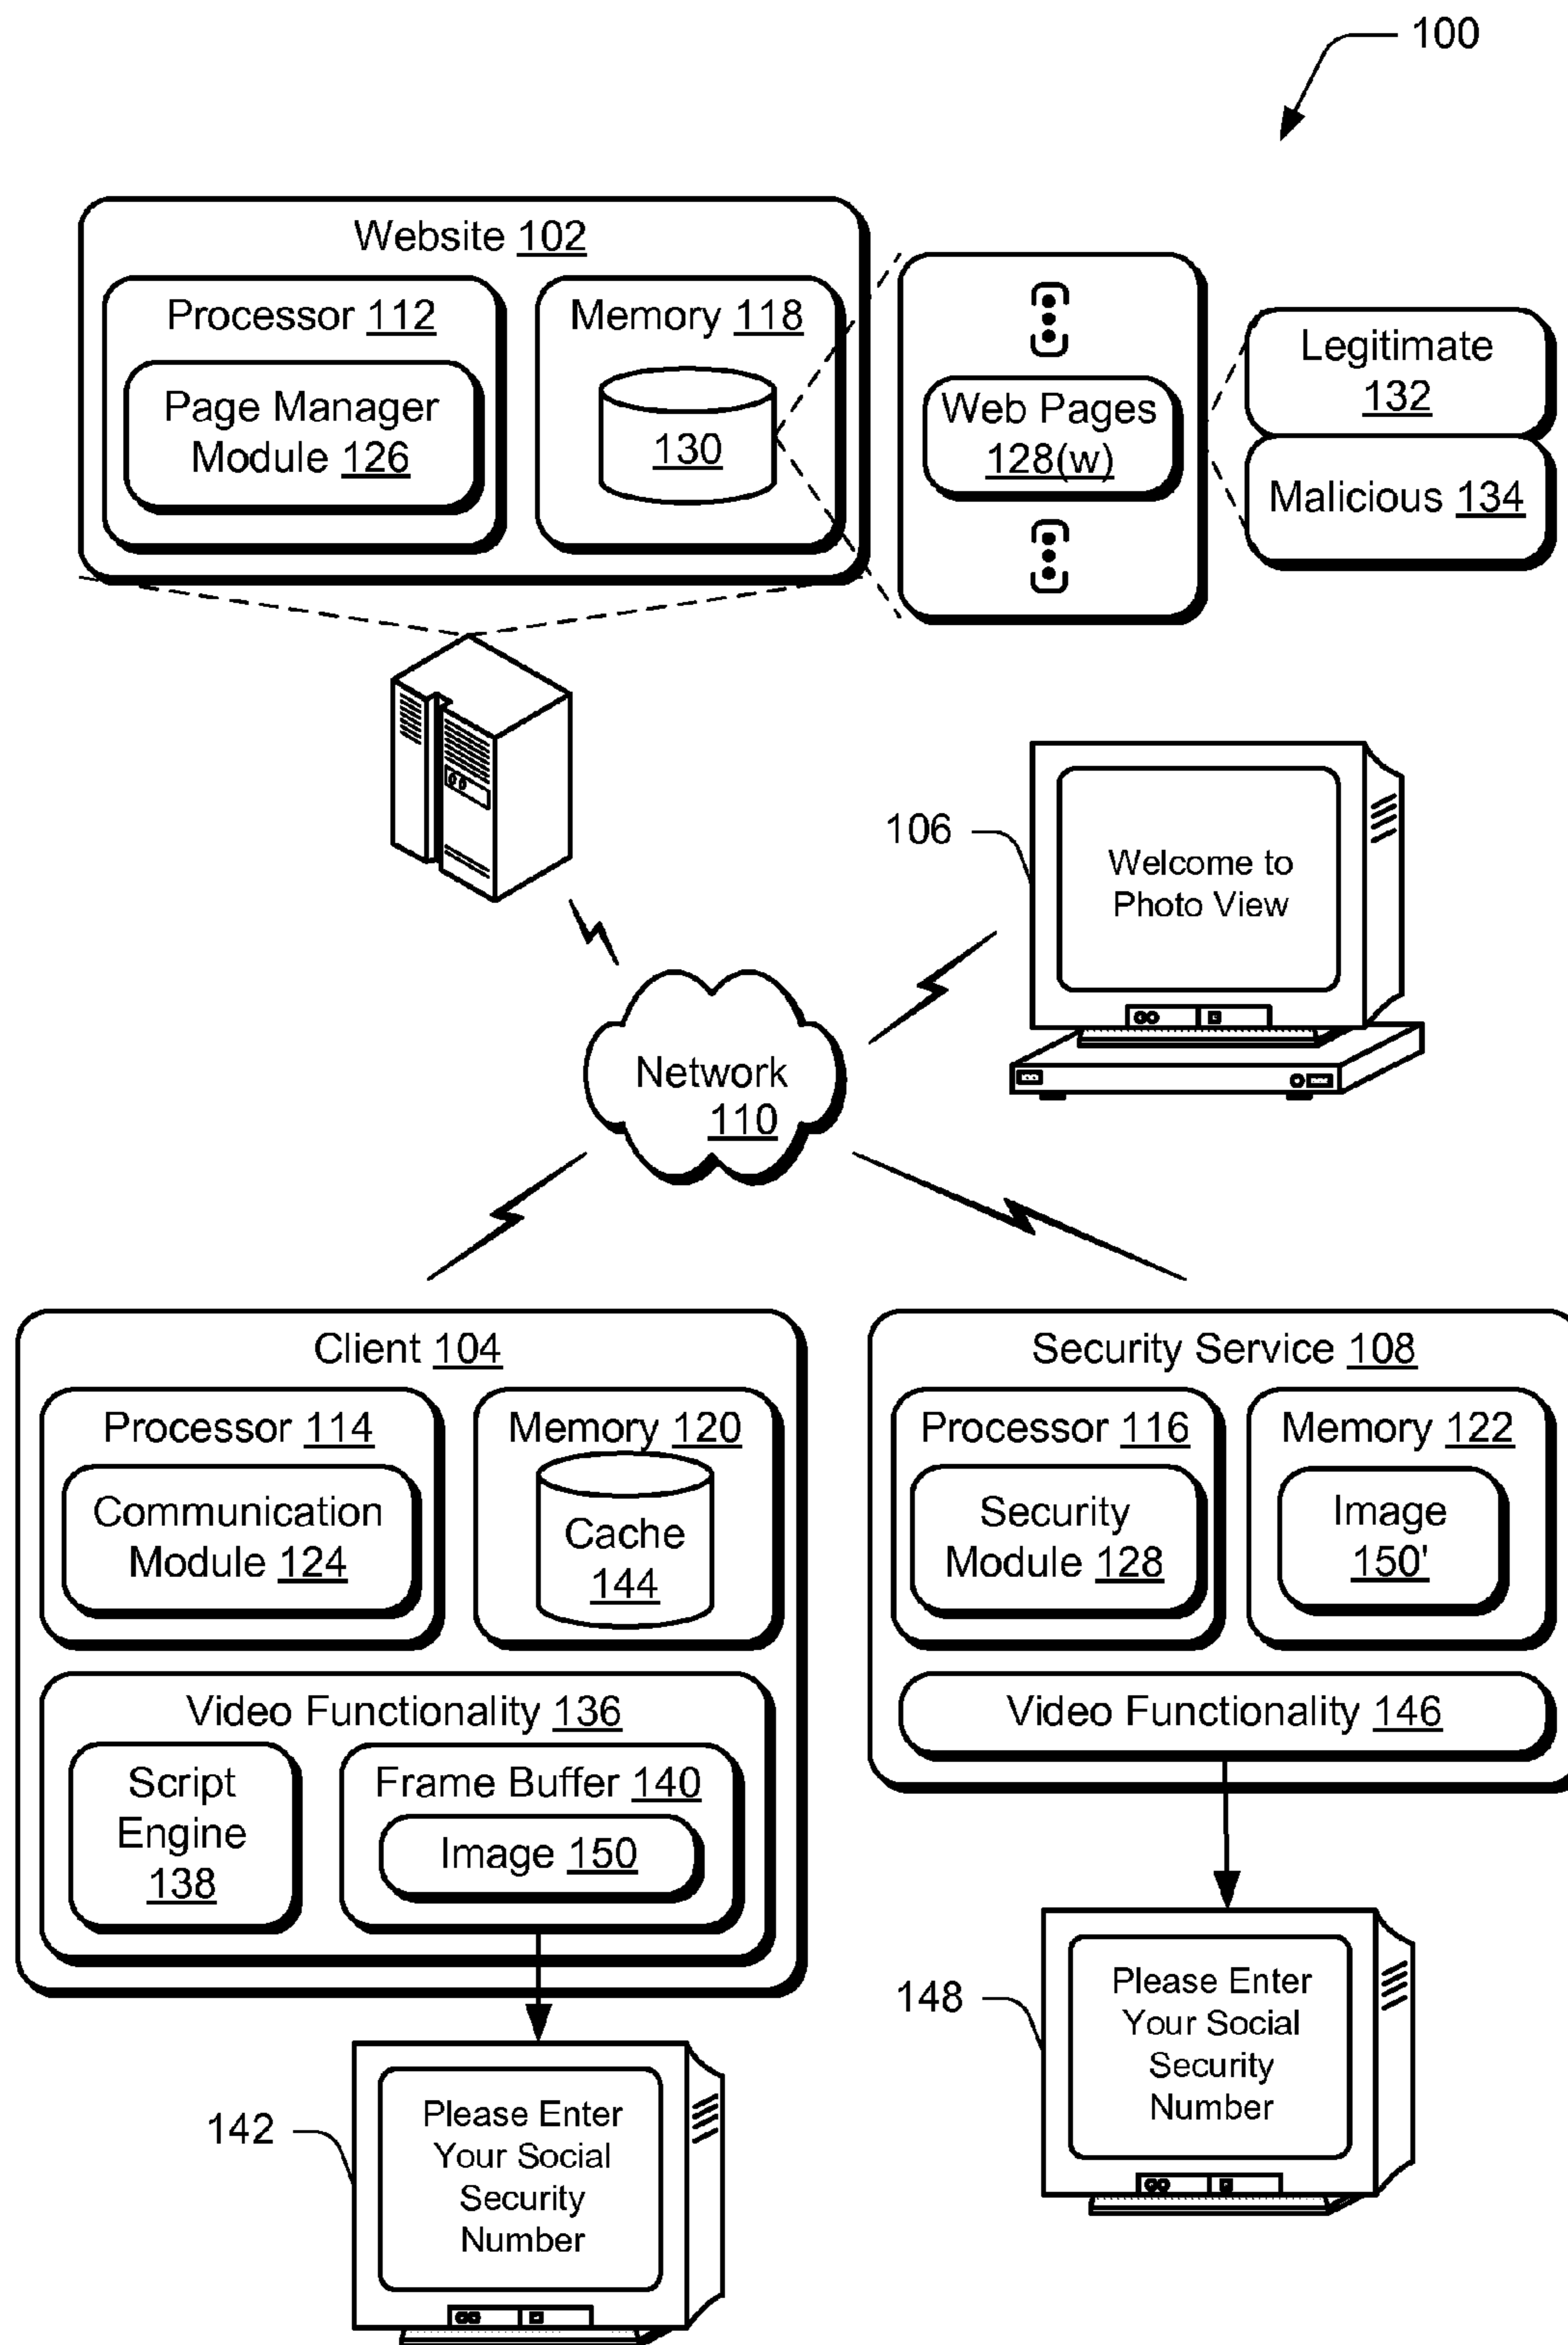 100
Website 102
Processor 112
Page Manager
Module 126
Memory 118
130
Web Pages
128(w)
Legitimate
132
Malicious 134
106
Welcome to
Photo View
Network
110
Client 104
Processor 114
Communication
Module 124
Memory 120
Cache
144
Video Functionality 136
Script
Engine
138
Frame Buffer 140
Image 150
142
Please Enter
Your Social
Security
Number
Security Service 108
Processor 116
Security
Module 128
Memory 122
Image
150'
Video Functionality 146
148
Please Enter
Your Social
Security
Number